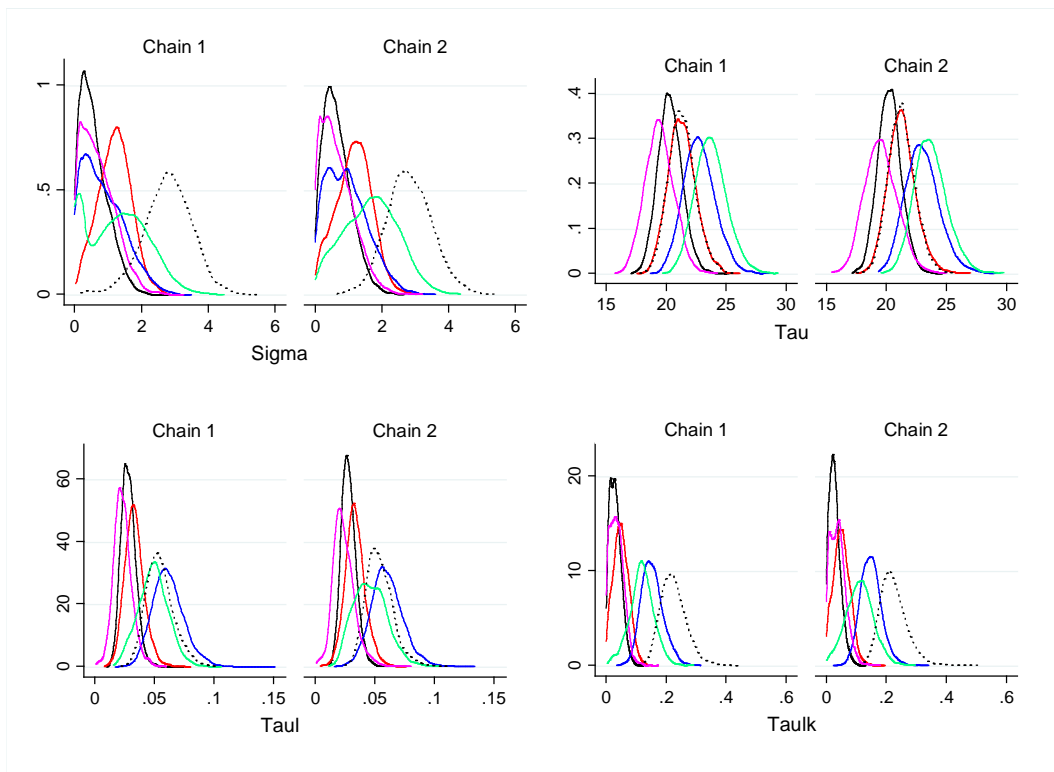 Chain 1 Chain 2
1
.5
0
0 2 4 6 0 2 4 6
Sigma
Chain 1 Chain 2
.4
.3
.2
.1
0
15 20 25 30 15 20 25 30
Tau
Chain 1 Chain 2
60
40
20
0
0 .05 .1 .15 0 .05 .1 .15
Taul
Chain 1 Chain 2
20
10
0
0 .2 .4 .6 0 .2 .4 .6
Taulk